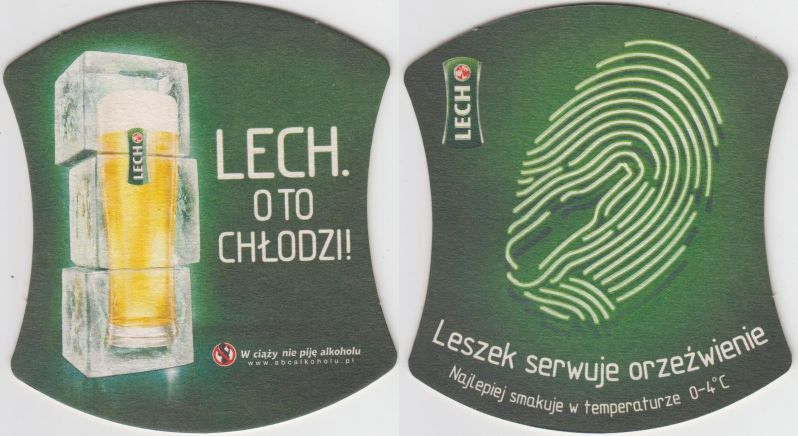 LECH
LECH.
O TO
CHŁODZI!
W ciąży nie piję alkoholu
www.abcalkoholu.pl
LECH
Leszek serwuje orzeźwienie
Najlepiej smakuje w temperaturze 0-4°C